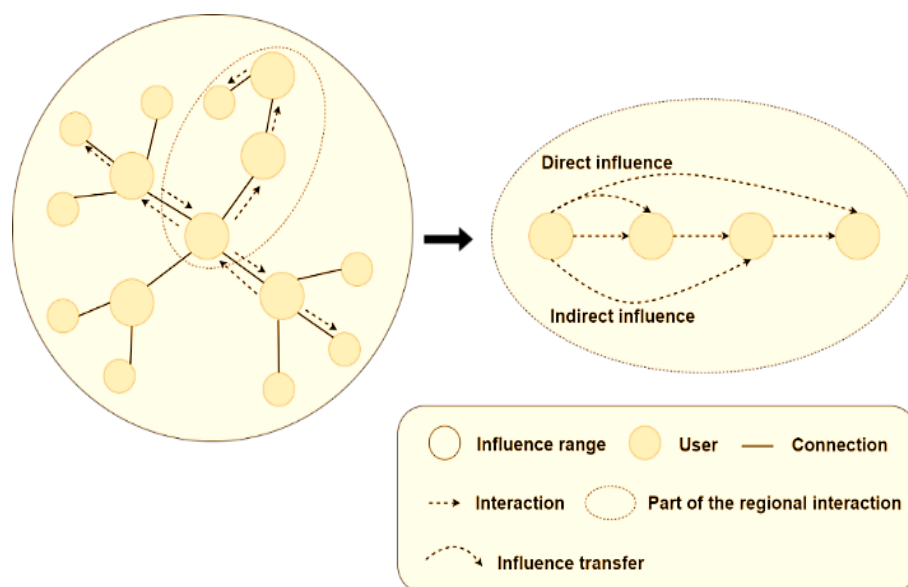 Direct influence
Indirect influence
Influence range
User
Connection
Interaction
Part of the regional interaction
Influence transfer